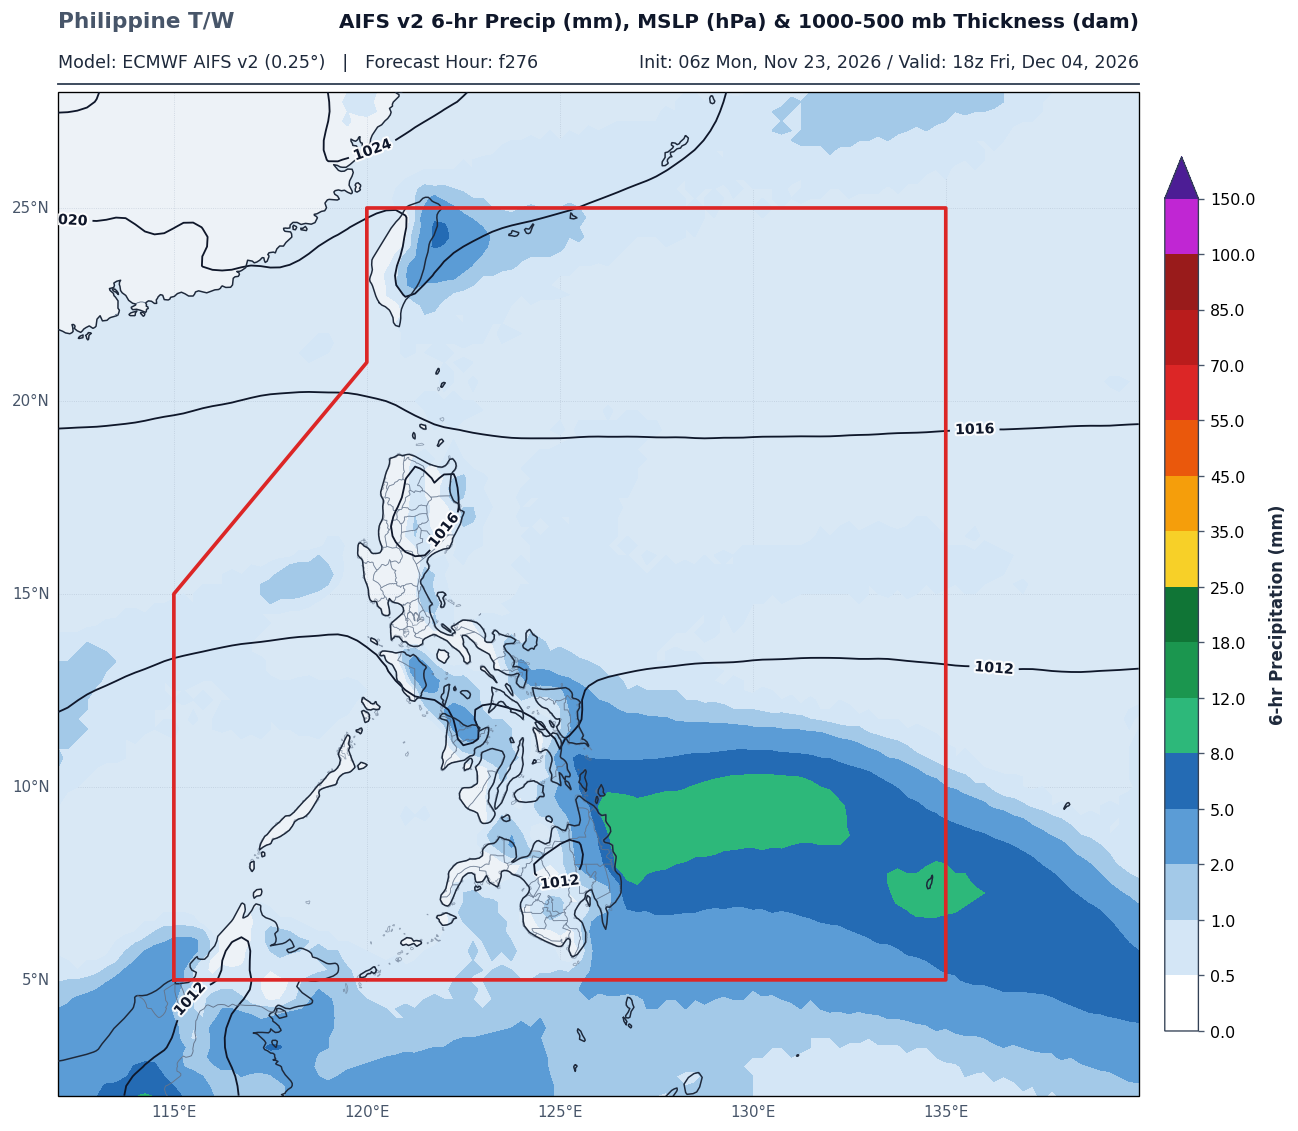 Philippine T/W
AIFS v2 6-hr Precip (mm), MSLP (hPa) & 1000-500 mb Thickness (dam)
Model: ECMWF AIFS v2 (0.25°)   |   Forecast Hour: f276
Init: 06z Mon, Nov 23, 2026 / Valid: 18z Fri, Dec 04, 2026
1024
020
1016
1016
1012
1012
1012
25°N
20°N
15°N
10°N
5°N
115°E
120°E
125°E
130°E
135°E
150.0
100.0
85.0
70.0
55.0
45.0
35.0
25.0
18.0
12.0
8.0
5.0
2.0
1.0
0.5
0.0
6-hr Precipitation (mm)